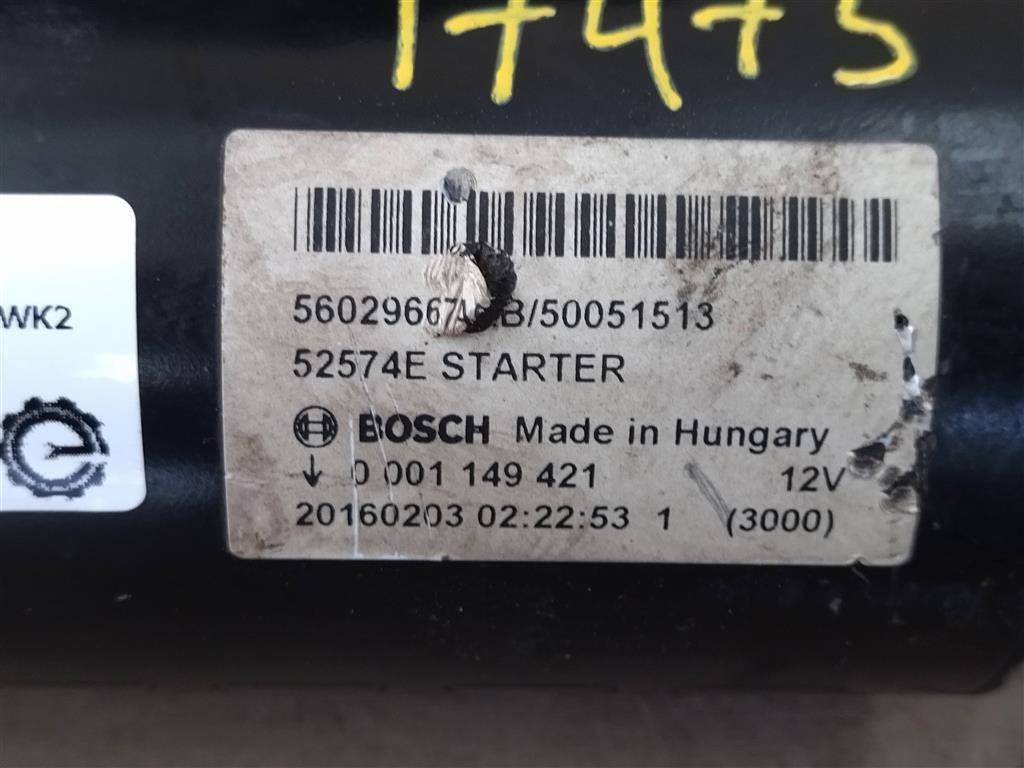 17475
WK2
/50051513
52574E STARTER
BOSCH Made in Hungary
0 001 149 421 12V
20160203 02:22:53 1 (3000)